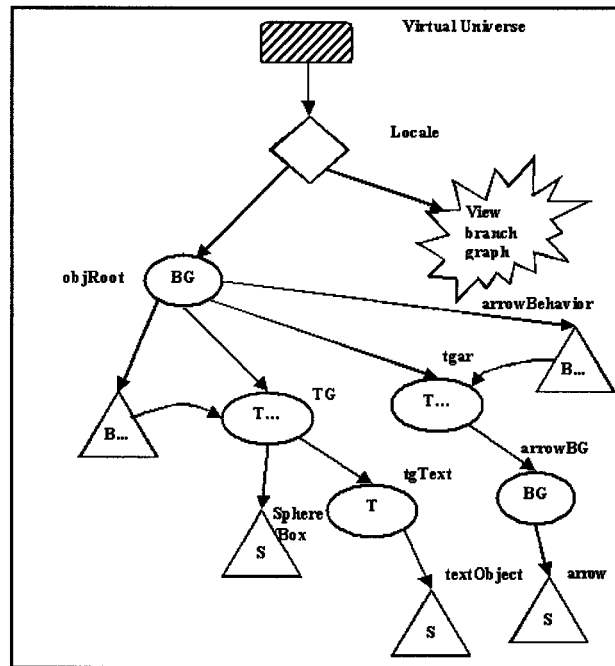 Virtual Universe
Locale
View
branch
graph
objRoot
BG
arrowBehavior
tgar
B...
TG
T...
T...
B...
arrowBG
tgText
BG
T
Sphere
Box
S
textObject
arrow
S
S